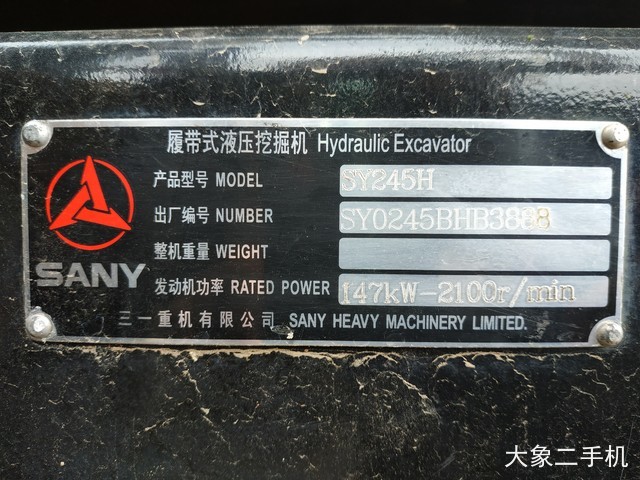 履带式液压挖掘机 Hydraulic Excavator
产品型号 MODEL SY245H
出厂编号 NUMBER SY0245BHB3888
整机重量 WEIGHT
发动机功率 RATED POWER 147kW-2100r/min
SANY
三一重机有限公司 SANY HEAVY MACHINERY LIMITED.
大象二手机